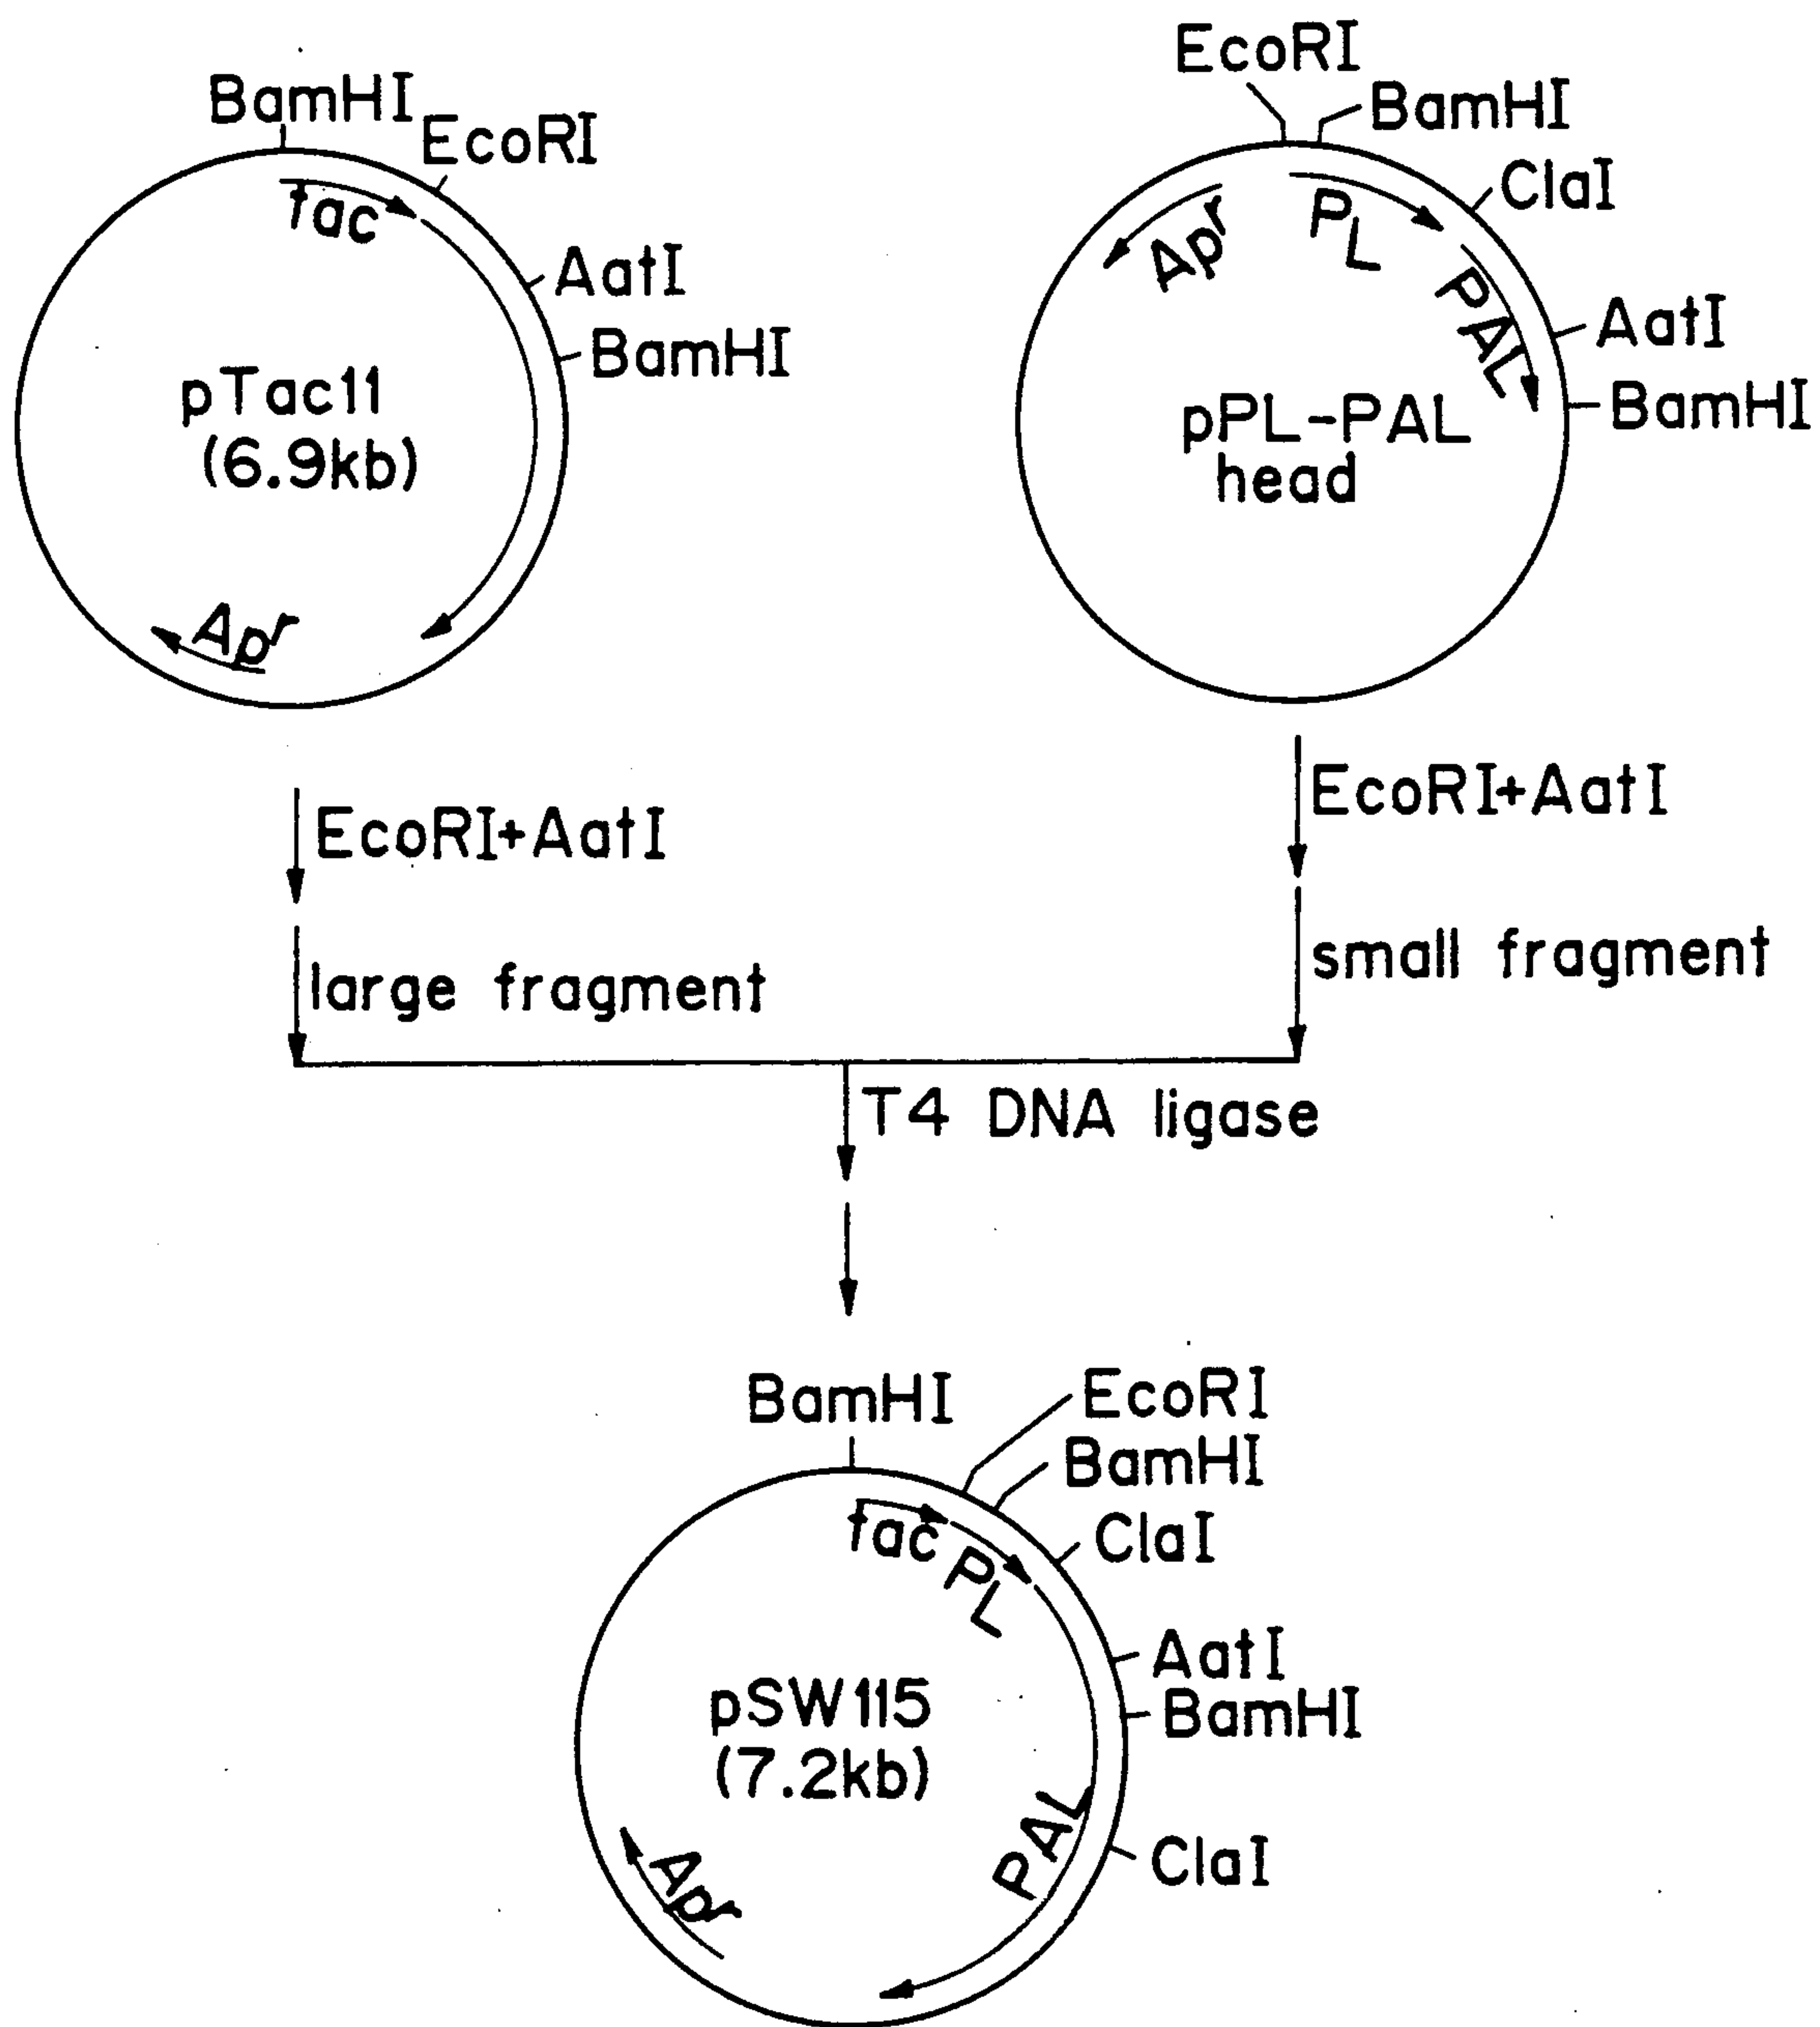 BamHI
EcoRI
tac
AatI
BamHI
pTac11
(6.9kb)
Apr
EcoRI
BamHI
ClaI
Apr
PL
PAL
AatI
BamHI
pPL-PAL
head
EcoRI+AatI
large fragment
EcoRI+AatI
small fragment
T4 DNA ligase
BamHI
EcoRI
BamHI
ClaI
tac
PL
AatI
BamHI
pSW115
(7.2kb)
PAL
ClaI
Apr